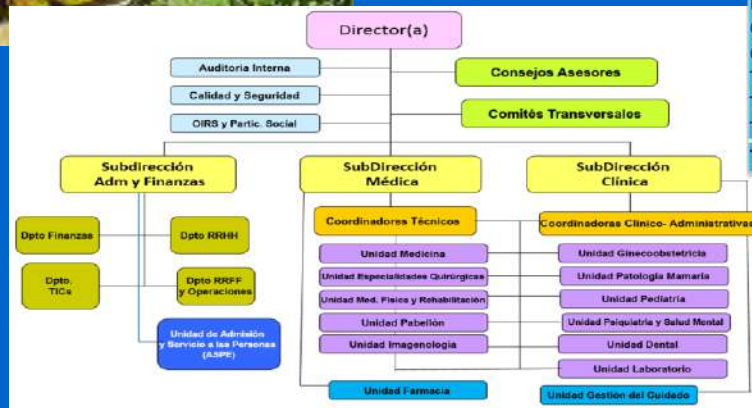 Director(a)
Auditoria Interna
Consejos Asesores
Calidad y Seguridad
Comités Transversales
OIRS y Partic. Social
Subdirección
Adm y Finanzas
SubDirección
Médica
SubDirección
Clínica
Coordinadores Técnicos
Coordinadoras Clínico- Administrativas
Dpto Finanzas
Dpto RRHH
Dpto.
TICs
Dpto RRFF
y Operaciones
Unidad de Admisión
y Servicio a las Personas
(ASPE)
Unidad Medicina
Unidad Ginecoobstetricia
Unidad Especialidades Quirúrgicas
Unidad Patología Mamaria
Unidad Med. Física y Rehabilitación
Unidad Pediatría
Unidad Pabellón
Unidad Psiquiatría y Salud Mental
Unidad Imagenología
Unidad Dental
Unidad Laboratorio
Unidad Farmacia
Unidad Gestión del Cuidado